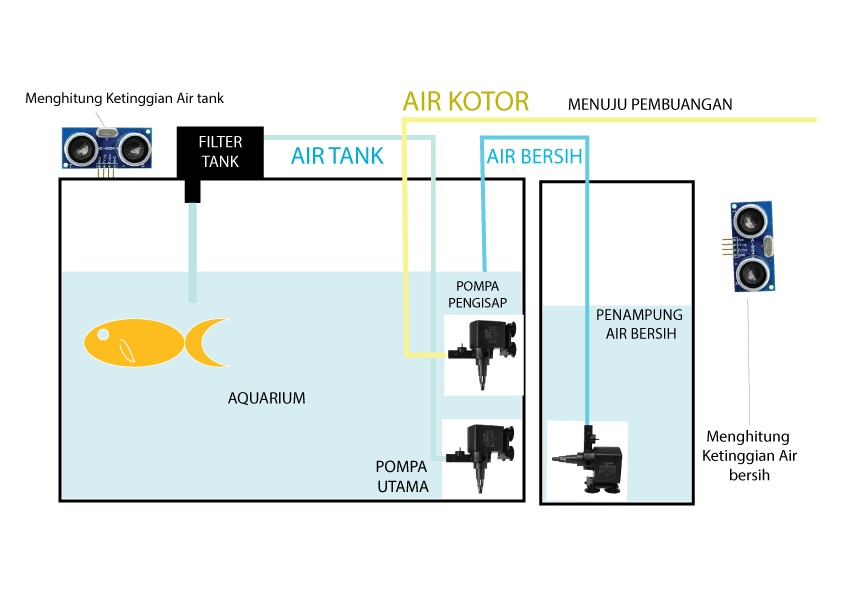 Menghitung Ketinggian Air tank
AIR KOTOR
MENUJU PEMBUANGAN
FILTER
TANK
AIR TANK
AIR BERSIH
POMPA
PENGISAP
PENAMPUNG
AIR BERSIH
AQUARIUM
POMPA
UTAMA
Menghitung
Ketinggian Air
bersih